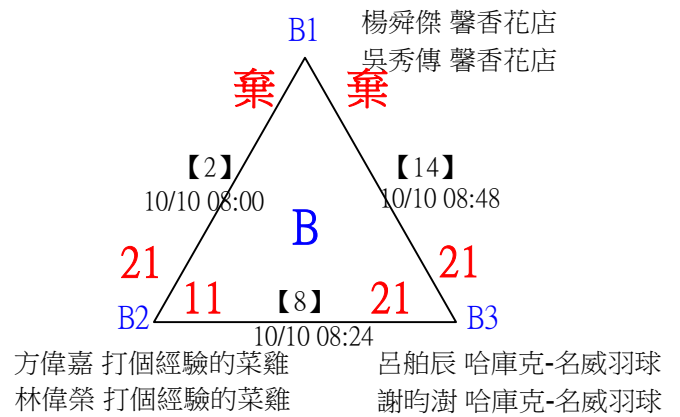 B1
楊舜傑 馨香花店
吳秀傳 馨香花店
棄 棄
【2】 【14】
10/10 08:00 10/10 08:48
B
21 21
11 【8】 21
B2 B3
10/10 08:24
方偉嘉 打個經驗的菜雞 呂舶辰 哈庫克-名威羽球
林偉榮 打個經驗的菜雞 謝昀澍 哈庫克-名威羽球